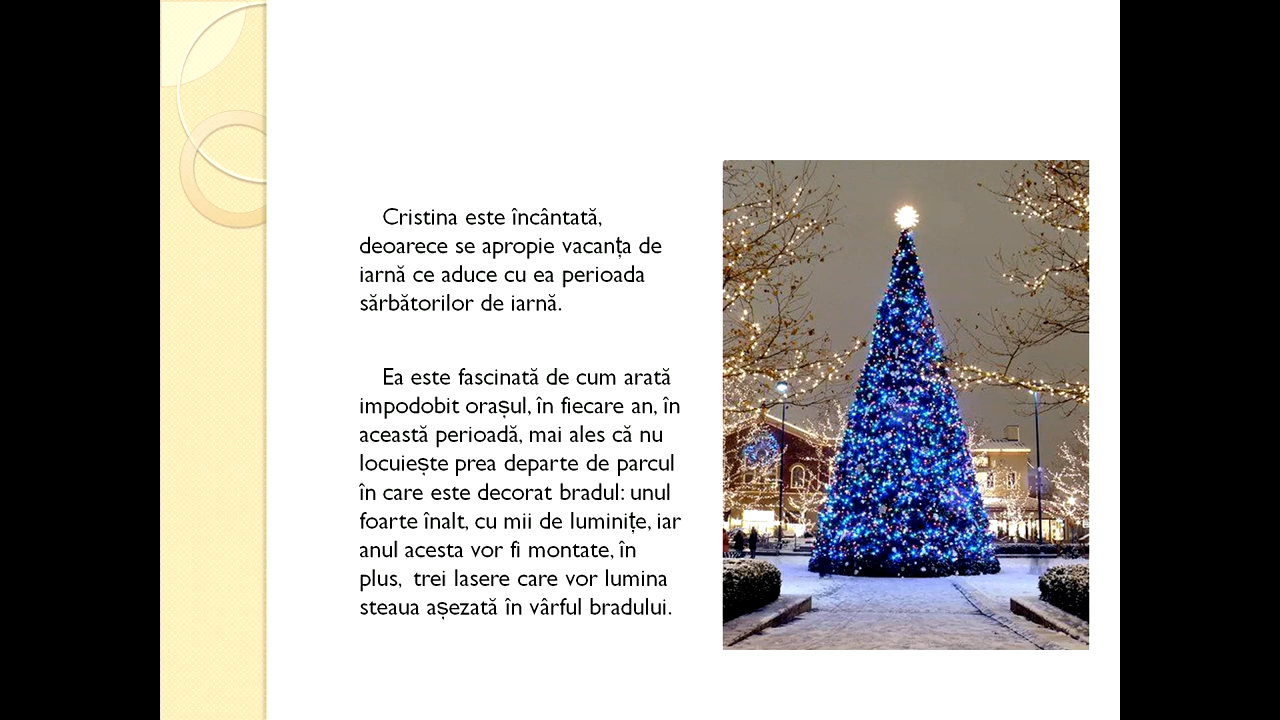 Cristina este încântată,
deoarece se apropie vacanța de
iarnă ce aduce cu ea perioada
sărbătorilor de iarnă.
Ea este fascinată de cum arată
impodobit orașul, în fiecare an, în
această perioadă, mai ales că nu
locuiește prea departe de parcul
în care este decorat bradul: unul
foarte înalt, cu mii de luminițe, iar
anul acesta vor fi montate, în
plus,  trei lasere care vor lumina
steaua așezată în vârful bradului.